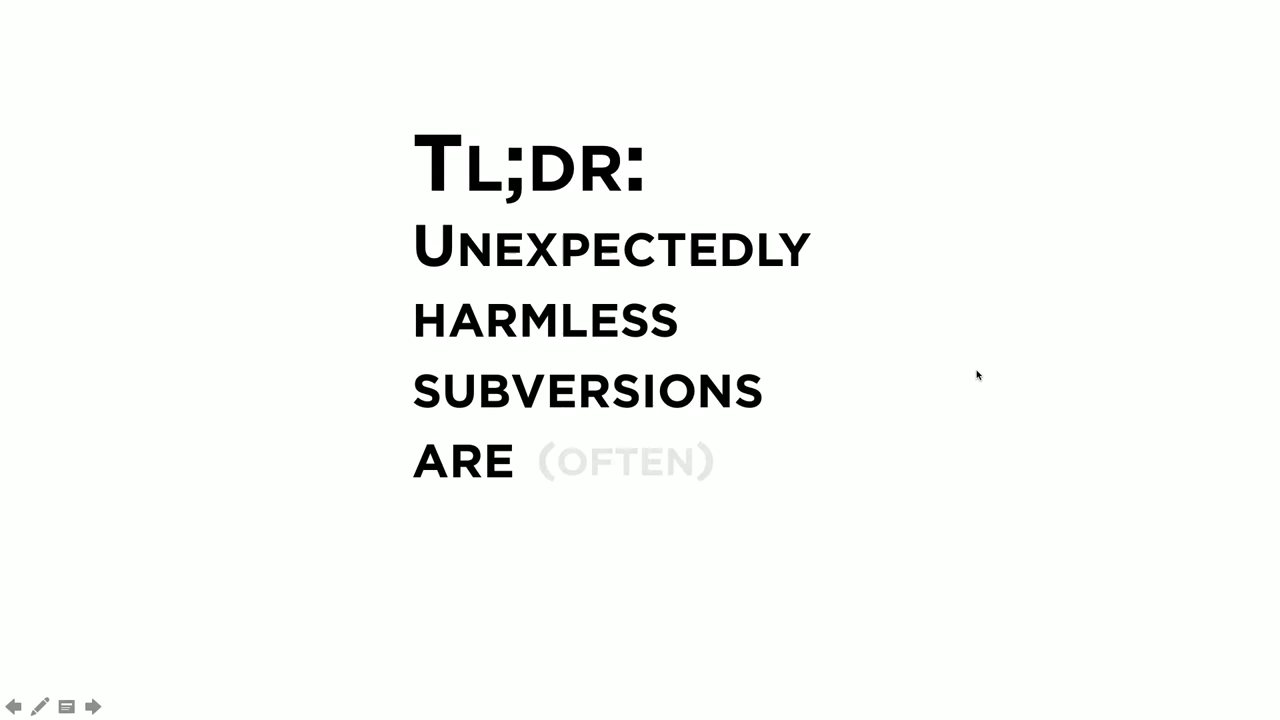 TL;DR:
UNEXPECTEDLY
HARMLESS
SUBVERSIONS
ARE (OFTEN)